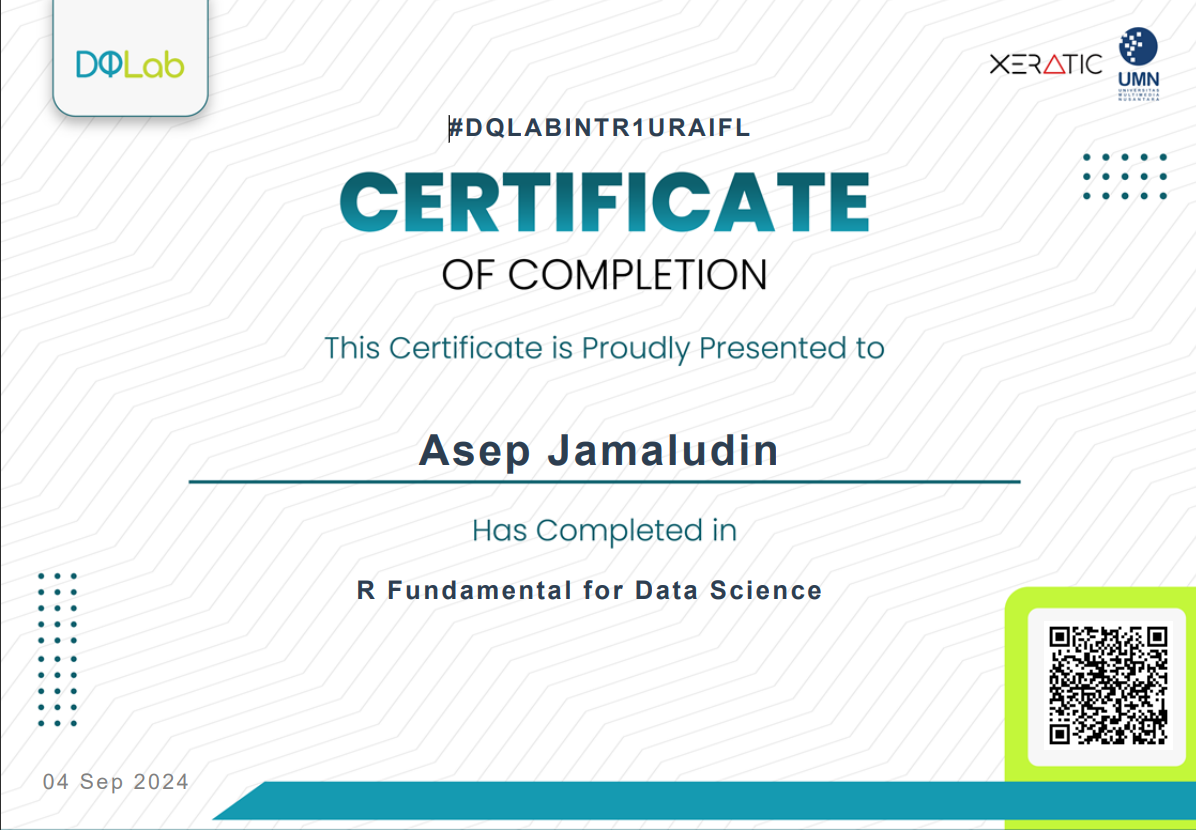 DQLab
XERATIC
UMN
UNIVERSITAS
MULTIMEDIA
NUSANTARA
#DQLABINTR1URAIFL
CERTIFICATE
OF COMPLETION
This Certificate is Proudly Presented to
Asep Jamaludin
Has Completed in
R Fundamental for Data Science
04 Sep 2024